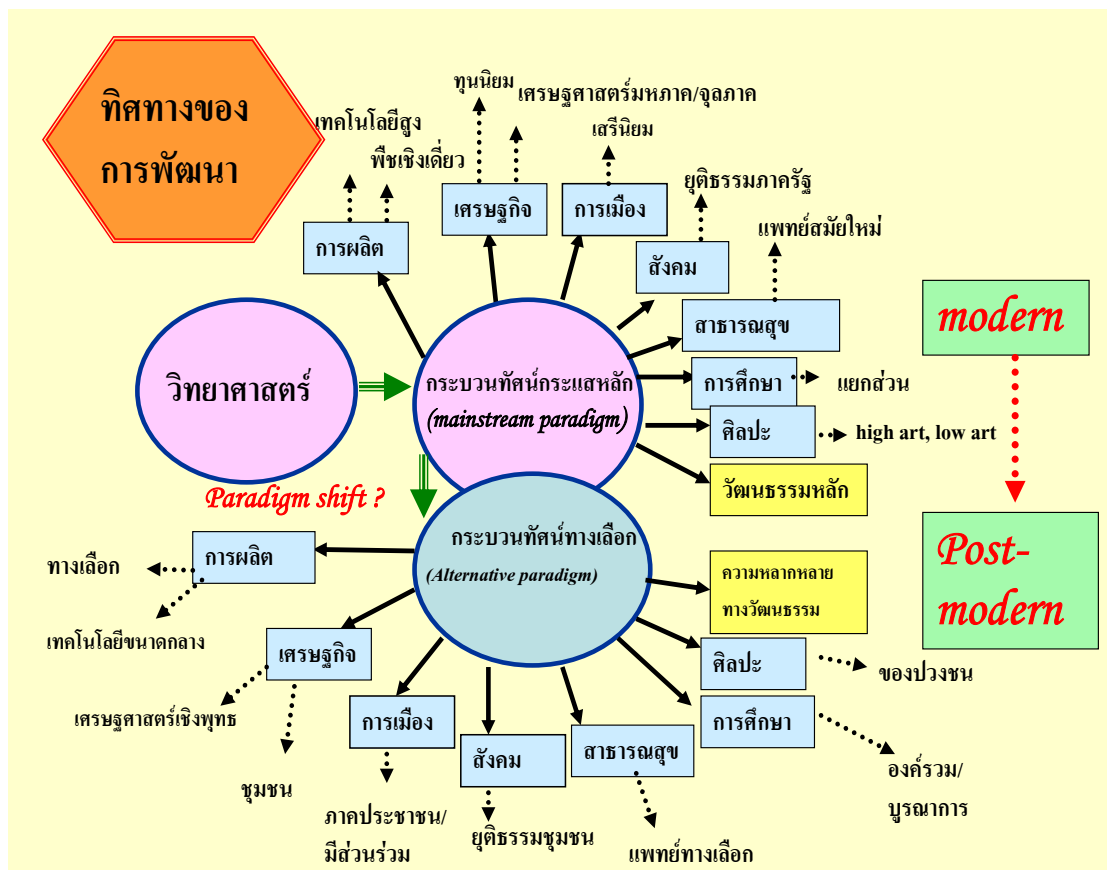 ทิศทางของ
การพัฒนา
ทุนนิยม
เศรษฐศาสตร์มหภาค/จุลภาค
เทคโนโลยีสูง
เสรีนิยม
พืชเชิงเดี่ยว
ยุติธรรมภาครัฐ
เศรษฐกิจ
การเมือง
แพทย์สมัยใหม่
การผลิต
สังคม
สาธารณสุข
modern
วิทยาศาสตร์
กระบวนทัศน์กระแสหลัก
(mainstream paradigm)
การศึกษา
แยกส่วน
ศิลปะ
high art, low art
วัฒนธรรมหลัก
Paradigm shift ?
กระบวนทัศน์ทางเลือก
(Alternative paradigm)
Post-
modern
การผลิต
ทางเลือก
เทคโนโลยีขนาดกลาง
ความหลากหลาย
ทางวัฒนธรรม
เศรษฐกิจ
ศิลปะ
ของปวงชน
เศรษฐศาสตร์เชิงพุทธ
ชุมชน
การเมือง
การศึกษา
สังคม
สาธารณสุข
องค์รวม/
บูรณาการ
ภาคประชาชน/
มีส่วนร่วม
ยุติธรรมชุมชน
แพทย์ทางเลือก